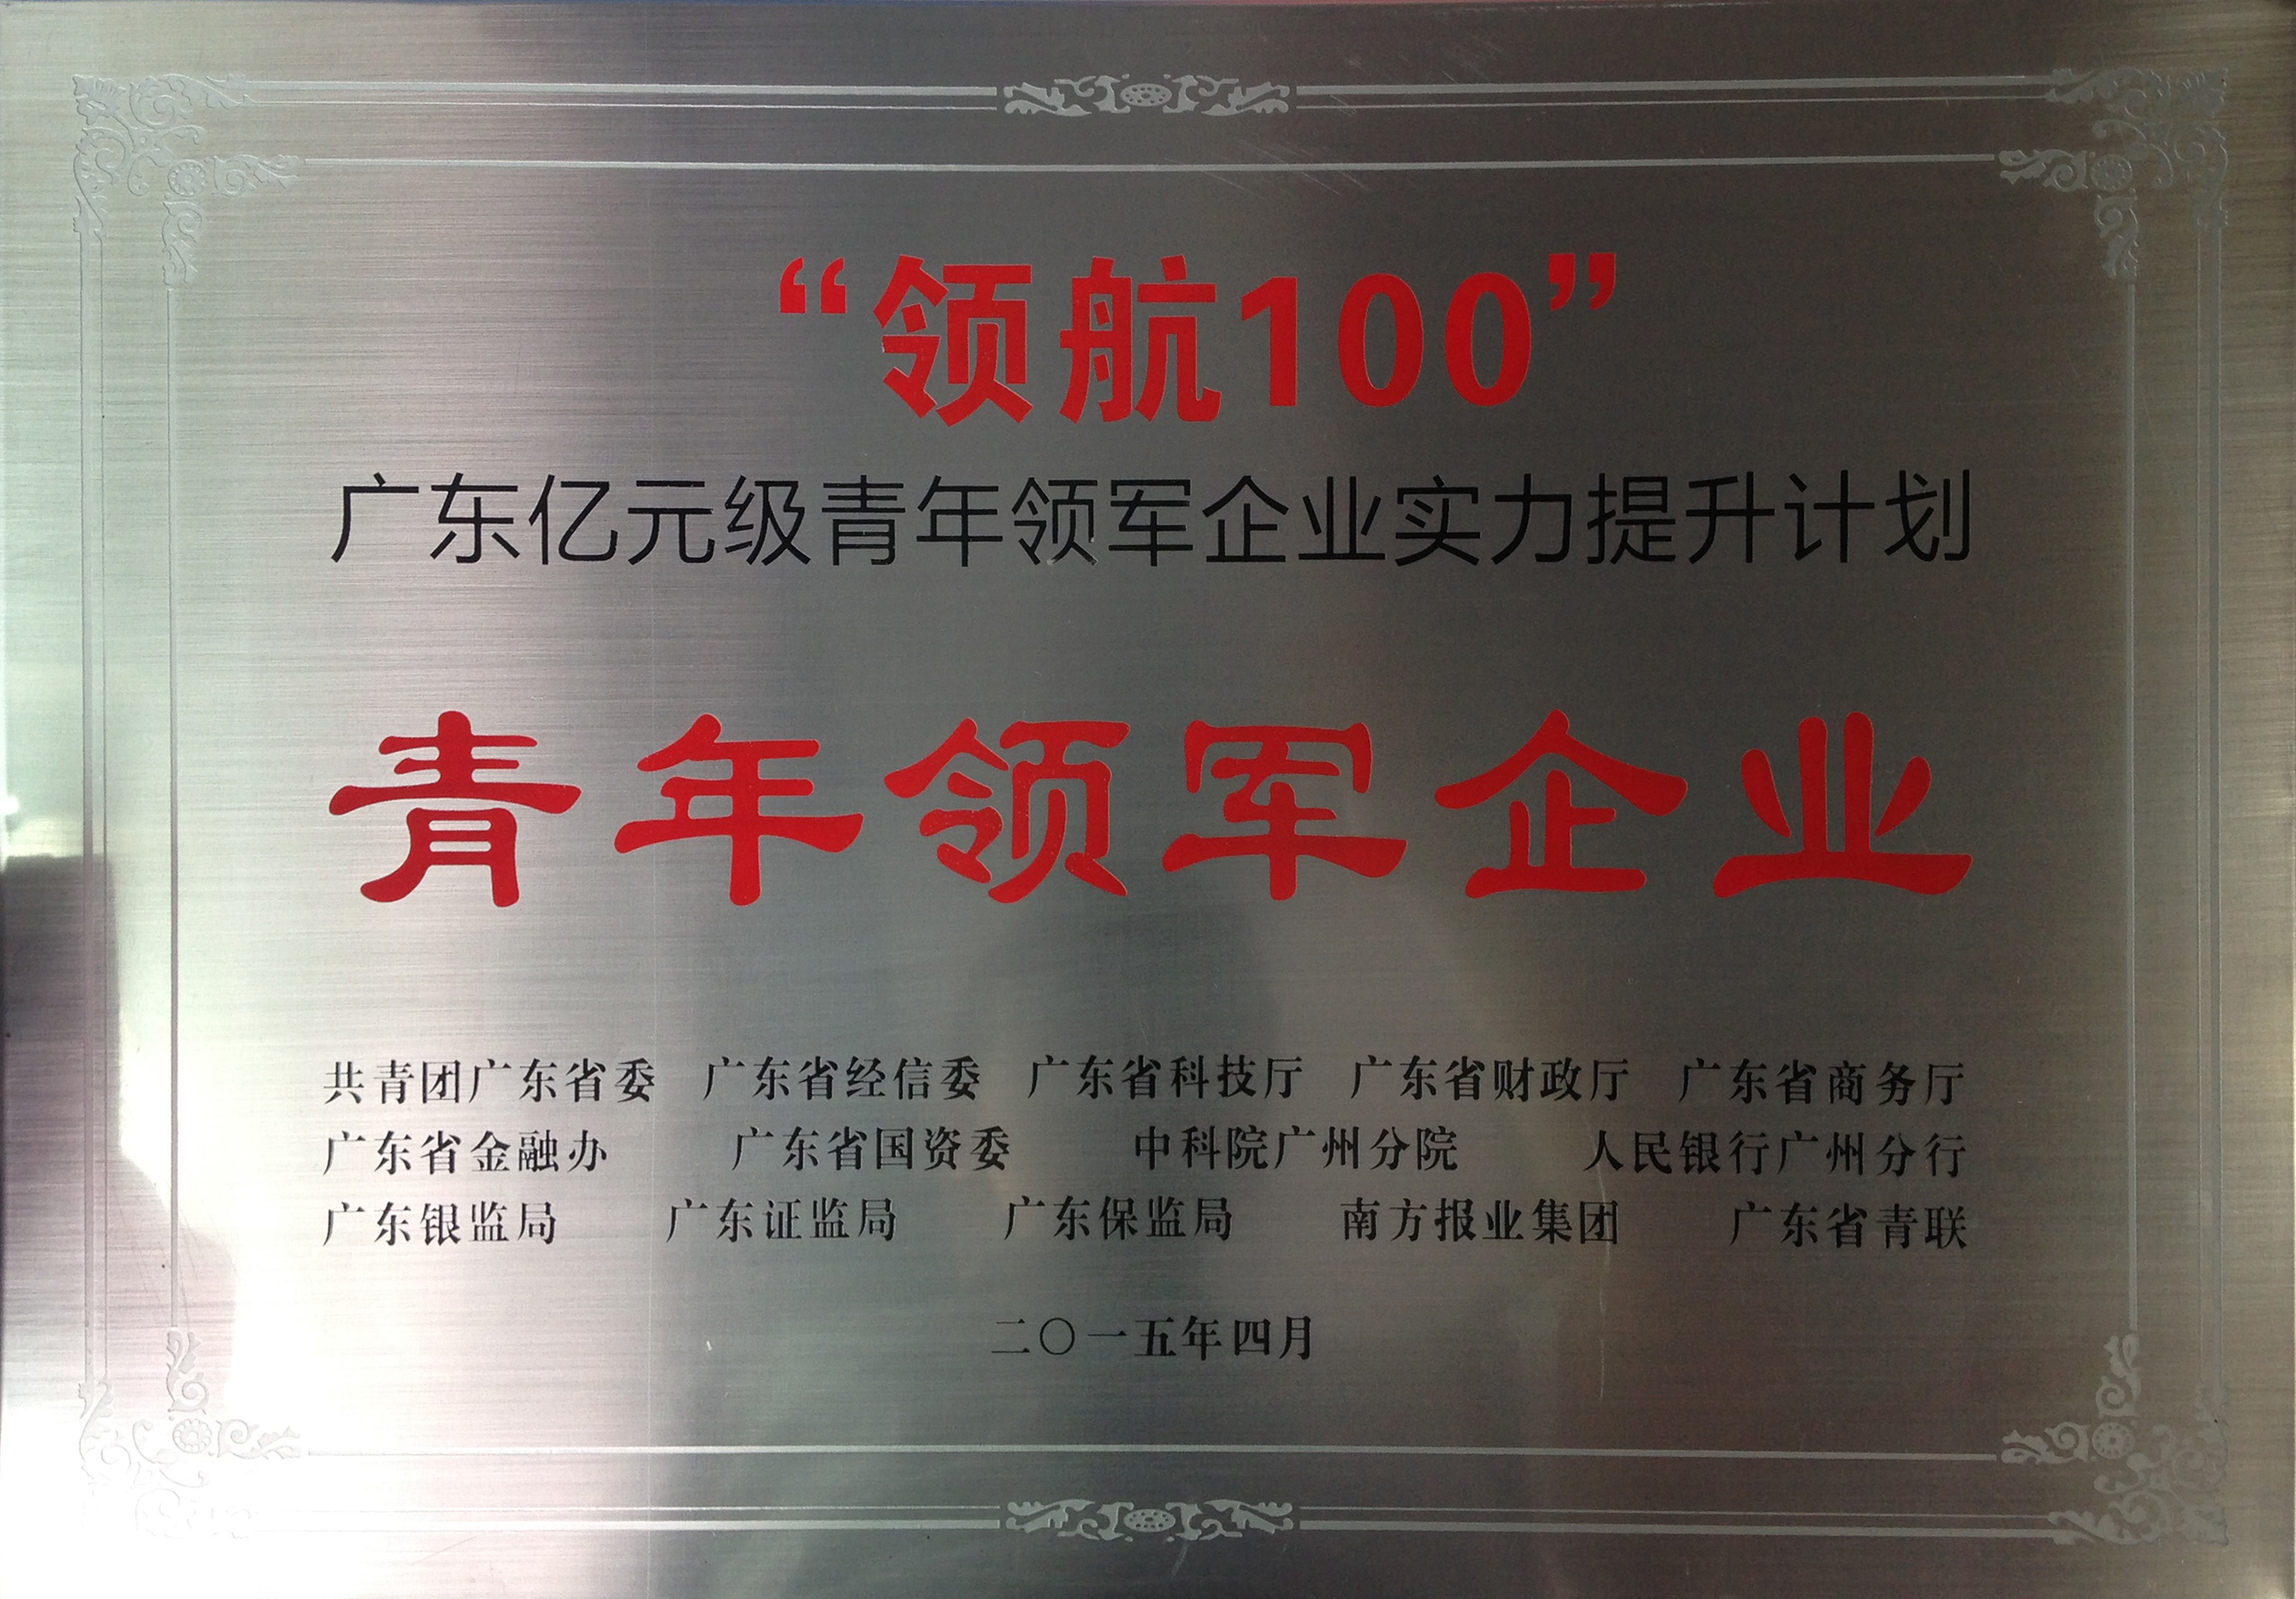 “领航100”
广东亿元级青年领军企业实力提升计划
青年领军企业
共青团广东省委 广东省经信委 广东省科技厅 广东省财政厅 广东省商务厅
广东省金融办 广东省国资委 中科院广州分院 人民银行广州分行
广东银监局 广东证监局 广东保监局 南方报业集团 广东省青联
二〇一五年四月